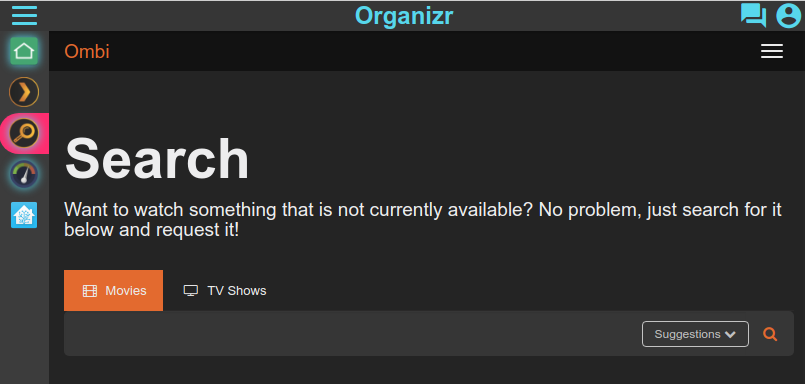 Organizr
Ombi
Search
Want to watch something that is not currently available? No problem, just search for it
below and request it!
Movies
TV Shows
Suggestions